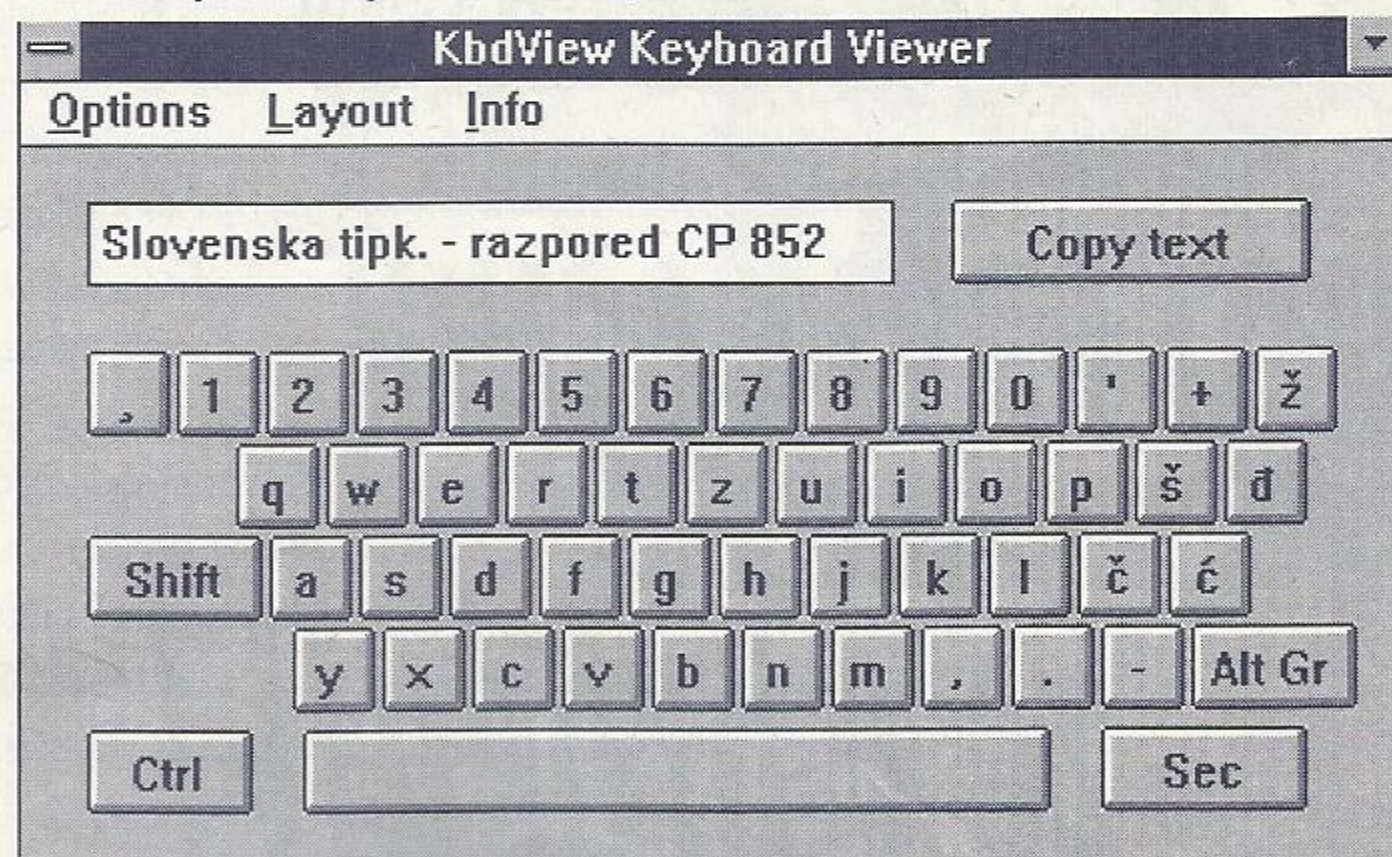 KbdView Keyboard Viewer
Options Layout Info
Slovenska tipk. - razpored CP 852 Copy text
¸ 1 2 3 4 5 6 7 8 9 0 ' + ž
q w e r t z u i o p š đ
Shift a s d f g h j k l č ć
y x c v b n m , . - Alt Gr
Ctrl Sec